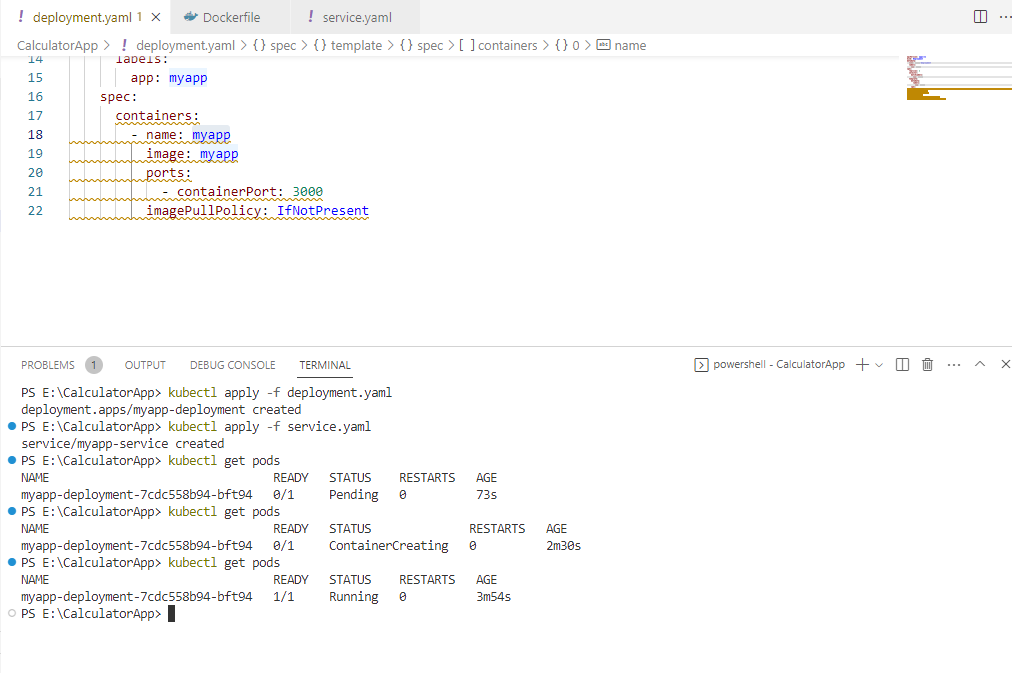 deployment.yaml 1 Dockerfile service.yaml
CalculatorApp > deployment.yaml > {} spec > {} template > {} spec > [ ] containers > {} 0 > abc name
14 labels:
15 app: myapp
16 spec:
17 containers:
18 - name: myapp
19 image: myapp
20 ports:
21 - containerPort: 3000
22 imagePullPolicy: IfNotPresent
PROBLEMS 1 OUTPUT DEBUG CONSOLE TERMINAL powershell - CalculatorApp
PS E:\CalculatorApp> kubectl apply -f deployment.yaml
deployment.apps/myapp-deployment created
PS E:\CalculatorApp> kubectl apply -f service.yaml
service/myapp-service created
PS E:\CalculatorApp> kubectl get pods
NAME READY STATUS RESTARTS AGE
myapp-deployment-7cdc558b94-bft94 0/1 Pending 0 73s
PS E:\CalculatorApp> kubectl get pods
NAME READY STATUS RESTARTS AGE
myapp-deployment-7cdc558b94-bft94 0/1 ContainerCreating 0 2m30s
PS E:\CalculatorApp> kubectl get pods
NAME READY STATUS RESTARTS AGE
myapp-deployment-7cdc558b94-bft94 1/1 Running 0 3m54s
PS E:\CalculatorApp>